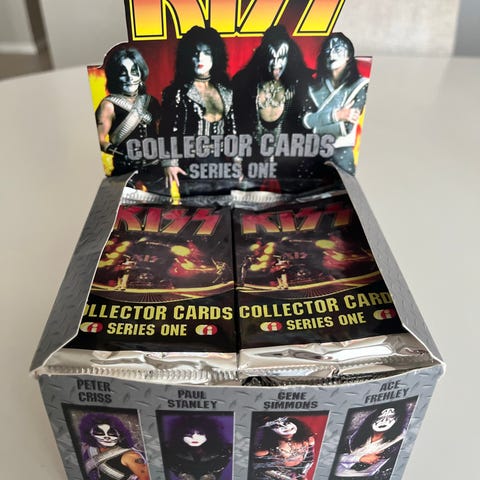 KISS
COLLECTOR CARDS
SERIES ONE
KISS
KISS
COLLECTOR CARDS
SERIES ONE
KISS
COLLECTOR CARDS
SERIES ONE
PETER
CRISS
PAUL
STANLEY
GENE
SIMMONS
ACE
FREHLEY